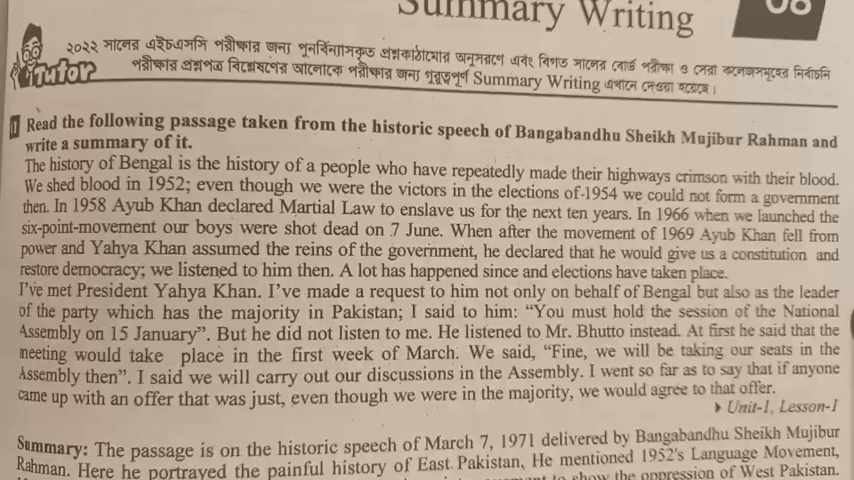 Summary Writing
08
iTutor
২০২২ সালের এইচএসসি পরীক্ষার জন্য পুনর্বিন্যাসকৃত প্রশ্নকাঠামোর অনুসরণে এবং বিগত সালের বোর্ড পরীক্ষা ও সেরা কলেজসমূহের নির্বাচনি
পরীক্ষার প্রশ্নপত্র বিশ্লেষণের আলোকে পরীক্ষার জন্য গুরুত্বপূর্ণ Summary Writing এখানে দেওয়া হয়েছে।
Read the following passage taken from the historic speech of Bangabandhu Sheikh Mujibur Rahman and
write a summary of it.
The history of Bengal is the history of a people who have repeatedly made their highways crimson with their blood.
We shed blood in 1952; even though we were the victors in the elections of-1954 we could not form a government
then. In 1958 Ayub Khan declared Martial Law to enslave us for the next ten years. In 1966 when we launched the
six-point-movement our boys were shot dead on 7 June. When after the movement of 1969 Ayub Khan fell from
power and Yahya Khan assumed the reins of the government, he declared that he would give us a constitution and
restore democracy; we listened to him then. A lot has happened since and elections have taken place.
I've met President Yahya Khan. I've made a request to him not only on behalf of Bengal but also as the leader
of the party which has the majority in Pakistan; I said to him: “You must hold the session of the National
Assembly on 15 January”. But he did not listen to me. He listened to Mr. Bhutto instead. At first he said that the
meeting would take place in the first week of March. We said, “Fine, we will be taking our seats in the
Assembly then”. I said we will carry out our discussions in the Assembly. I went so far as to say that if anyone
came up with an offer that was just, even though we were in the majority, we would agree to that offer.
Unit-1, Lesson-1
Summary: The passage is on the historic speech of March 7, 1971 delivered by Bangabandhu Sheikh Mujibur
Rahman. Here he portrayed the painful history of East Pakistan, He mentioned 1952's Language Movement,
to show the oppression of West Pakistan.